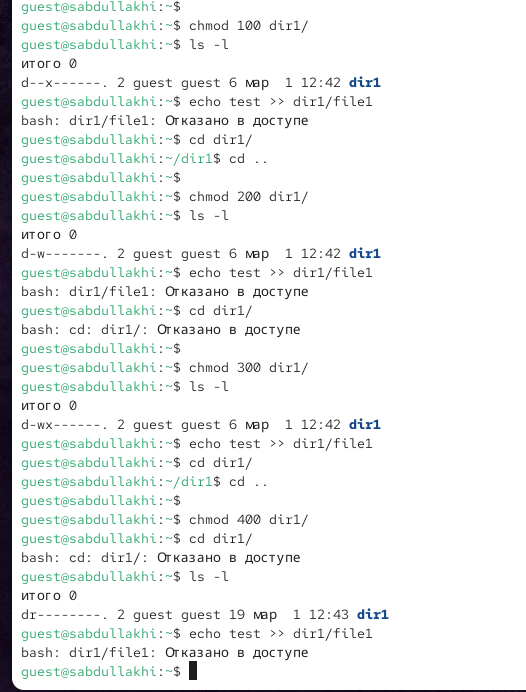 guest@sabdullakhi:~$
guest@sabdullakhi:~$ chmod 100 dir1/
guest@sabdullakhi:~$ ls -l
итого 0
d--x------. 2 guest guest 6 мар  1 12:42 dir1
guest@sabdullakhi:~$ echo test >> dir1/file1
bash: dir1/file1: Отказано в доступе
guest@sabdullakhi:~$ cd dir1/
guest@sabdullakhi:~/dir1$ cd ..
guest@sabdullakhi:~$
guest@sabdullakhi:~$ chmod 200 dir1/
guest@sabdullakhi:~$ ls -l
итого 0
d-w-------. 2 guest guest 6 мар  1 12:42 dir1
guest@sabdullakhi:~$ echo test >> dir1/file1
bash: dir1/file1: Отказано в доступе
guest@sabdullakhi:~$ cd dir1/
bash: cd: dir1/: Отказано в доступе
guest@sabdullakhi:~$
guest@sabdullakhi:~$ chmod 300 dir1/
guest@sabdullakhi:~$ ls -l
итого 0
d-wx------. 2 guest guest 6 мар  1 12:42 dir1
guest@sabdullakhi:~$ echo test >> dir1/file1
guest@sabdullakhi:~$ cd dir1/
guest@sabdullakhi:~/dir1$ cd ..
guest@sabdullakhi:~$
guest@sabdullakhi:~$ chmod 400 dir1/
guest@sabdullakhi:~$ cd dir1/
bash: cd: dir1/: Отказано в доступе
guest@sabdullakhi:~$ ls -l
итого 0
dr--------. 2 guest guest 19 мар  1 12:43 dir1
guest@sabdullakhi:~$ echo test >> dir1/file1
bash: dir1/file1: Отказано в доступе
guest@sabdullakhi:~$